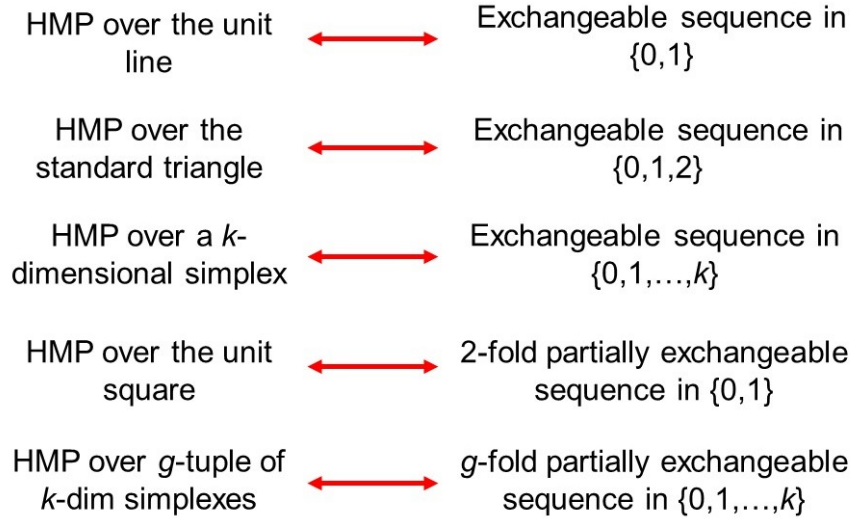 HMP over the unit
line
Exchangeable sequence in
{0,1}
HMP over the
standard triangle
Exchangeable sequence in
{0,1,2}
HMP over a k-
dimensional simplex
Exchangeable sequence in
{0,1,…,k}
HMP over the unit
square
2-fold partially exchangeable
sequence in {0,1}
HMP over g-tuple of
k-dim simplexes
g-fold partially exchangeable
sequence in {0,1,…,k}